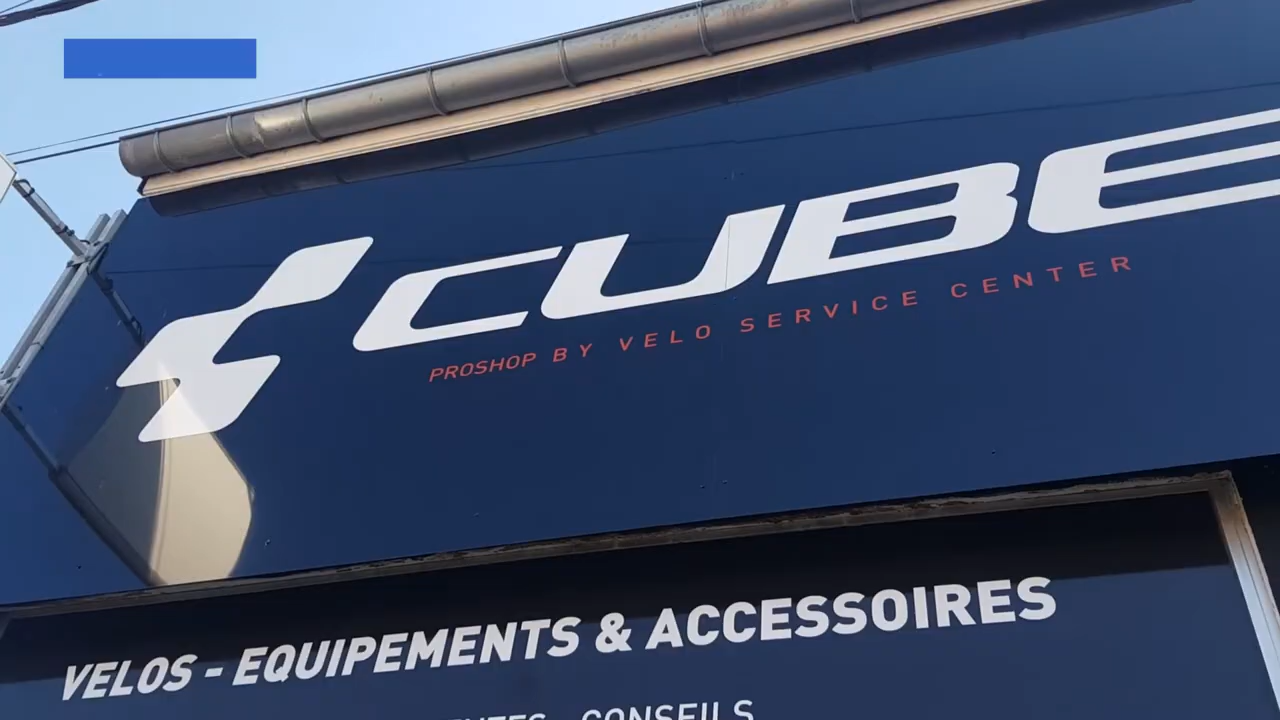 CUBE
PROSHOP BY VELO SERVICE CENTER
VELOS - EQUIPEMENTS & ACCESSOIRES
- CONSEILS